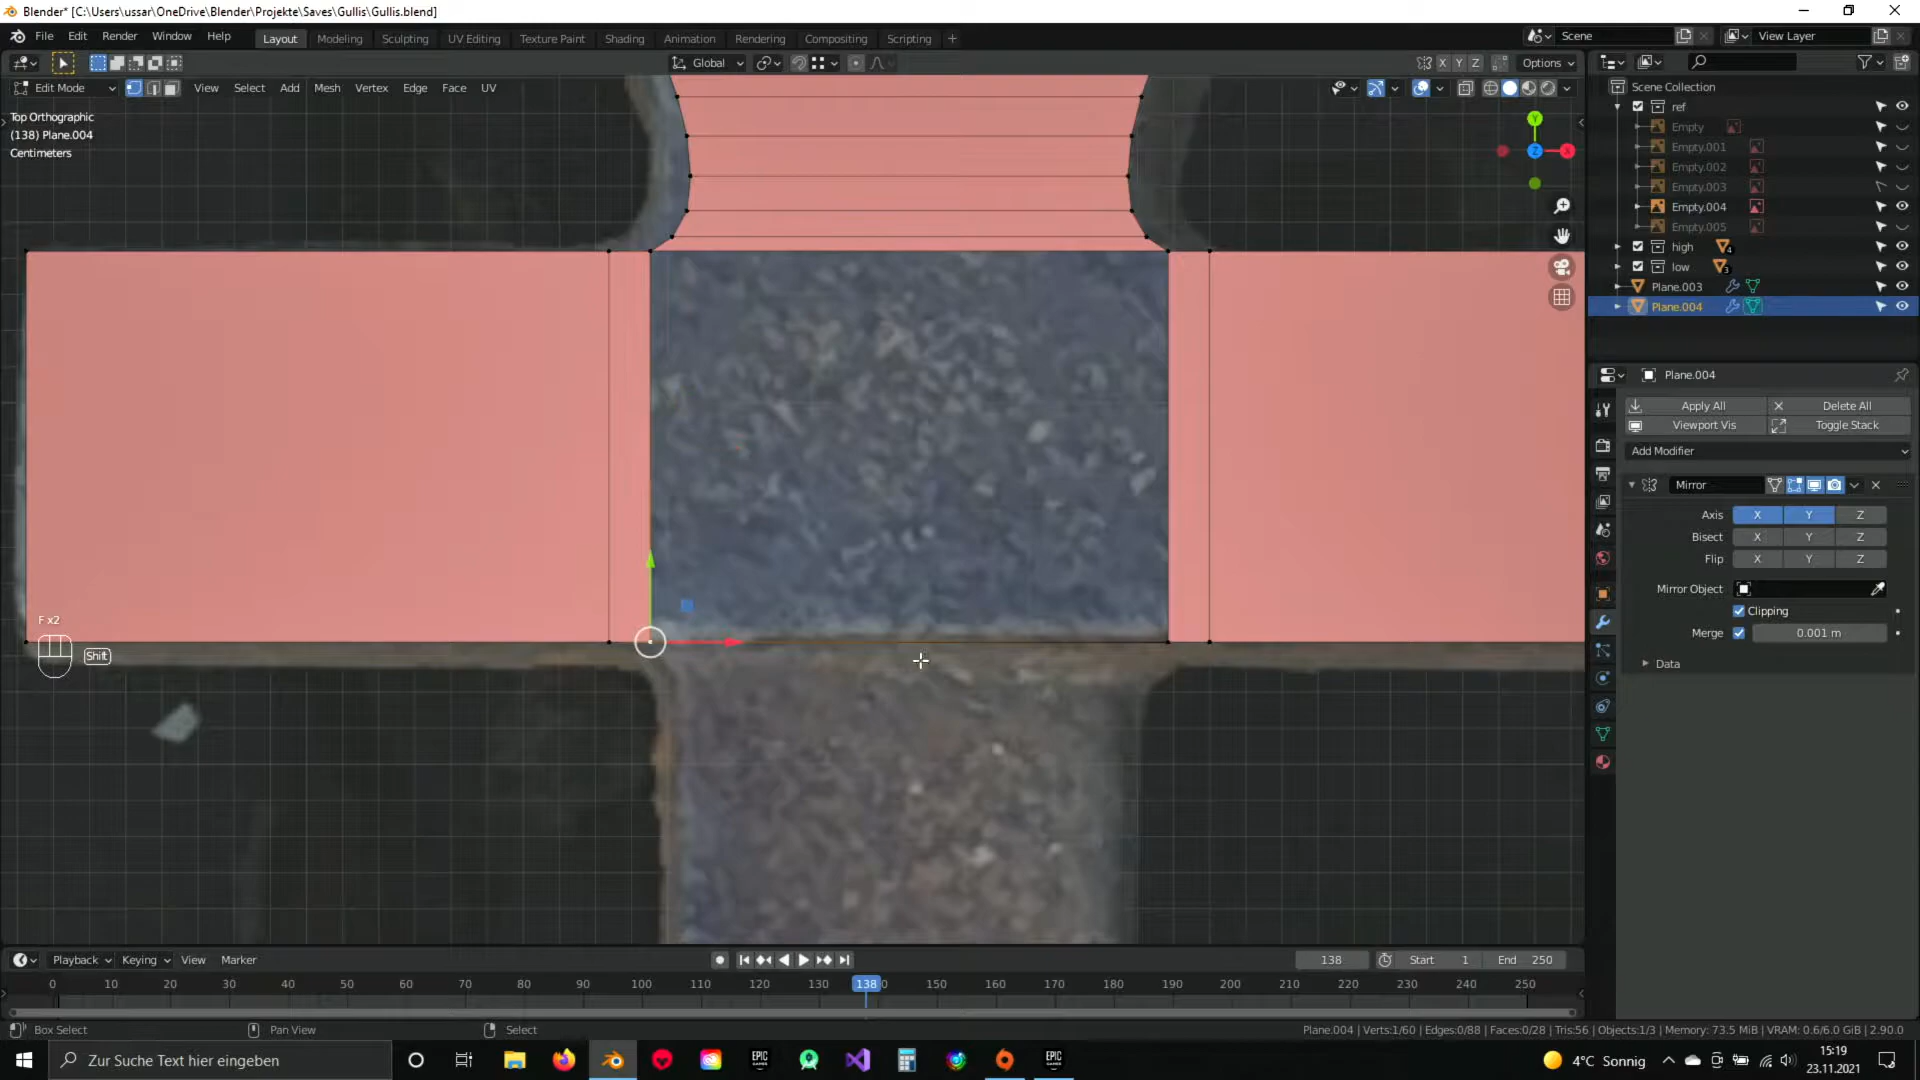 Blender* [C:\Users\ussar\OneDrive\Blender\Projekte\Saves\Gullis\Gullis.blend]
File Edit Render Window Help Layout Modeling Sculpting UV Editing Texture Paint Shading Animation Rendering Compositing Scripting + Scene View Layer
Global X Y Z Options
Edit Mode View Select Add Mesh Vertex Edge Face UV
Top Orthographic
(138) Plane.004
Centimeters
Y
Z X
Scene Collection
ref
Empty
Empty.001
Empty.002
Empty.003
Empty.004
Empty.005
high 4
low 3
Plane.003
Plane.004
Plane.004
Apply All Delete All
Viewport Vis Toggle Stack
Add Modifier
Mirror
Axis X Y Z
Bisect X Y Z
Flip X Y Z
Mirror Object
Clipping
Merge 0.001 m
Data
F x2
Shift
Playback Keying View Marker 138 Start 1 End 250
0 10 20 30 40 50 60 70 80 90 100 110 120 130 138 0 150 160 170 180 190 200 210 220 230 240 250
Box Select Pan View Select Plane.004 | Verts:1/60 | Edges:0/88 | Faces:0/28 | Tris:56 | Objects:1/3 | Memory: 73.5 MiB | VRAM: 0.6/6.0 GiB | 2.90.0
Zur Suche Text hier eingeben EPIC GAMES EPIC GAMES 4°C Sonnig 15:19
23.11.2021